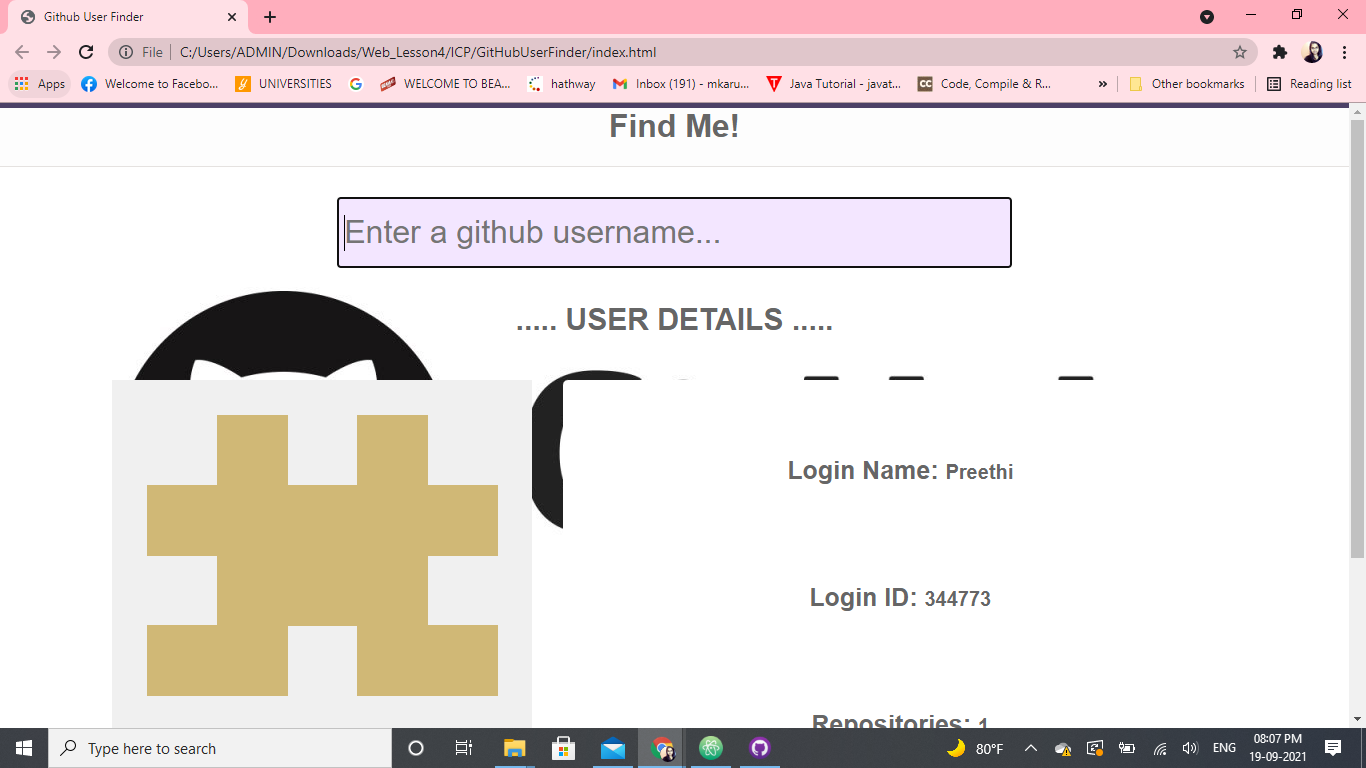 Github User Finder
File C:/Users/ADMIN/Downloads/Web_Lesson4/ICP/GitHubUserFinder/index.html
Apps Welcome to Facebo... UNIVERSITIES WELCOME TO BEA... hathway Inbox (191) - mkaru... Java Tutorial - javat... CC Code, Compile & R... » Other bookmarks Reading list
Find Me!
Enter a github username...
..... USER DETAILS .....
Login Name: Preethi
Login ID: 344773
Repositories: 1
Type here to search
80°F
ENG
08:07 PM
19-09-2021